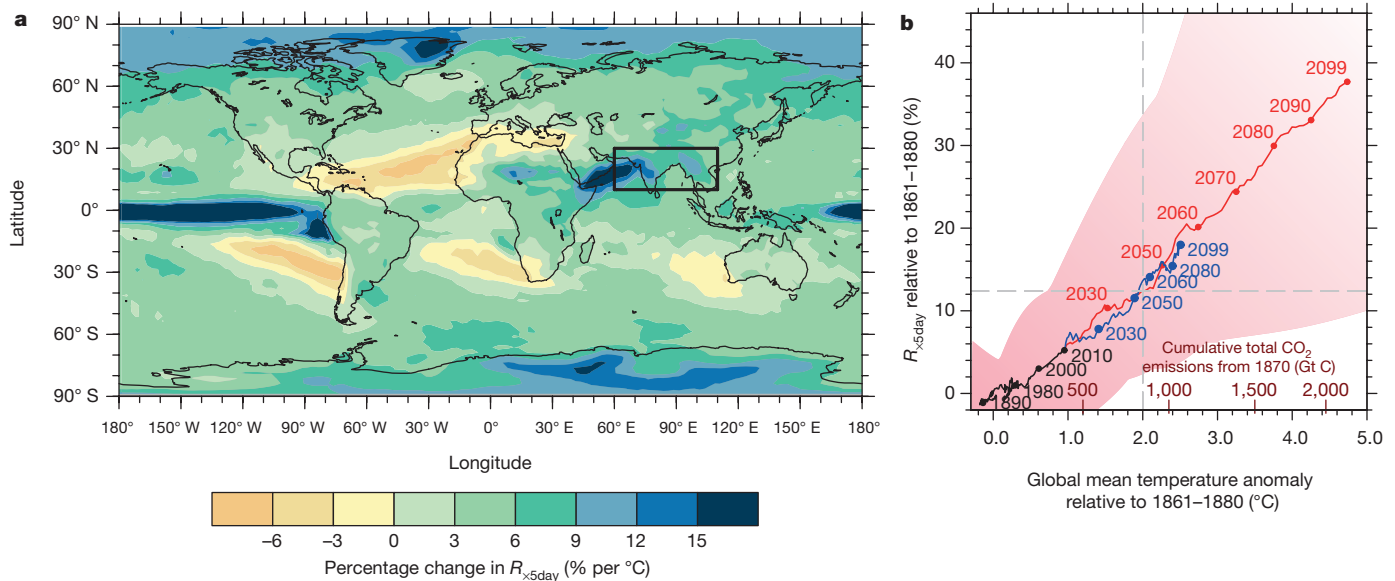 a
90° N
60° N
30° N
0°
30° S
60° S
90° S
Latitude
180° 150° W 120° W 90° W 60° W 30° W 0° 30° E 60° E 90° E 120° E 150° E 180°
Longitude
–6 –3 0 3 6 9 12 15
Percentage change in R×5day (% per °C)
b
40
30
20
10
0
R×5day relative to 1861–1880 (%)
2099
2090
2080
2070
2060
2050
2099
2080
2060
2050
2030
2030
2010
2000
980
1890
Cumulative total CO2
emissions from 1870 (Gt C)
500 1,000 1,500 2,000
0.0 1.0 2.0 3.0 4.0 5.0
Global mean temperature anomaly
relative to 1861–1880 (°C)